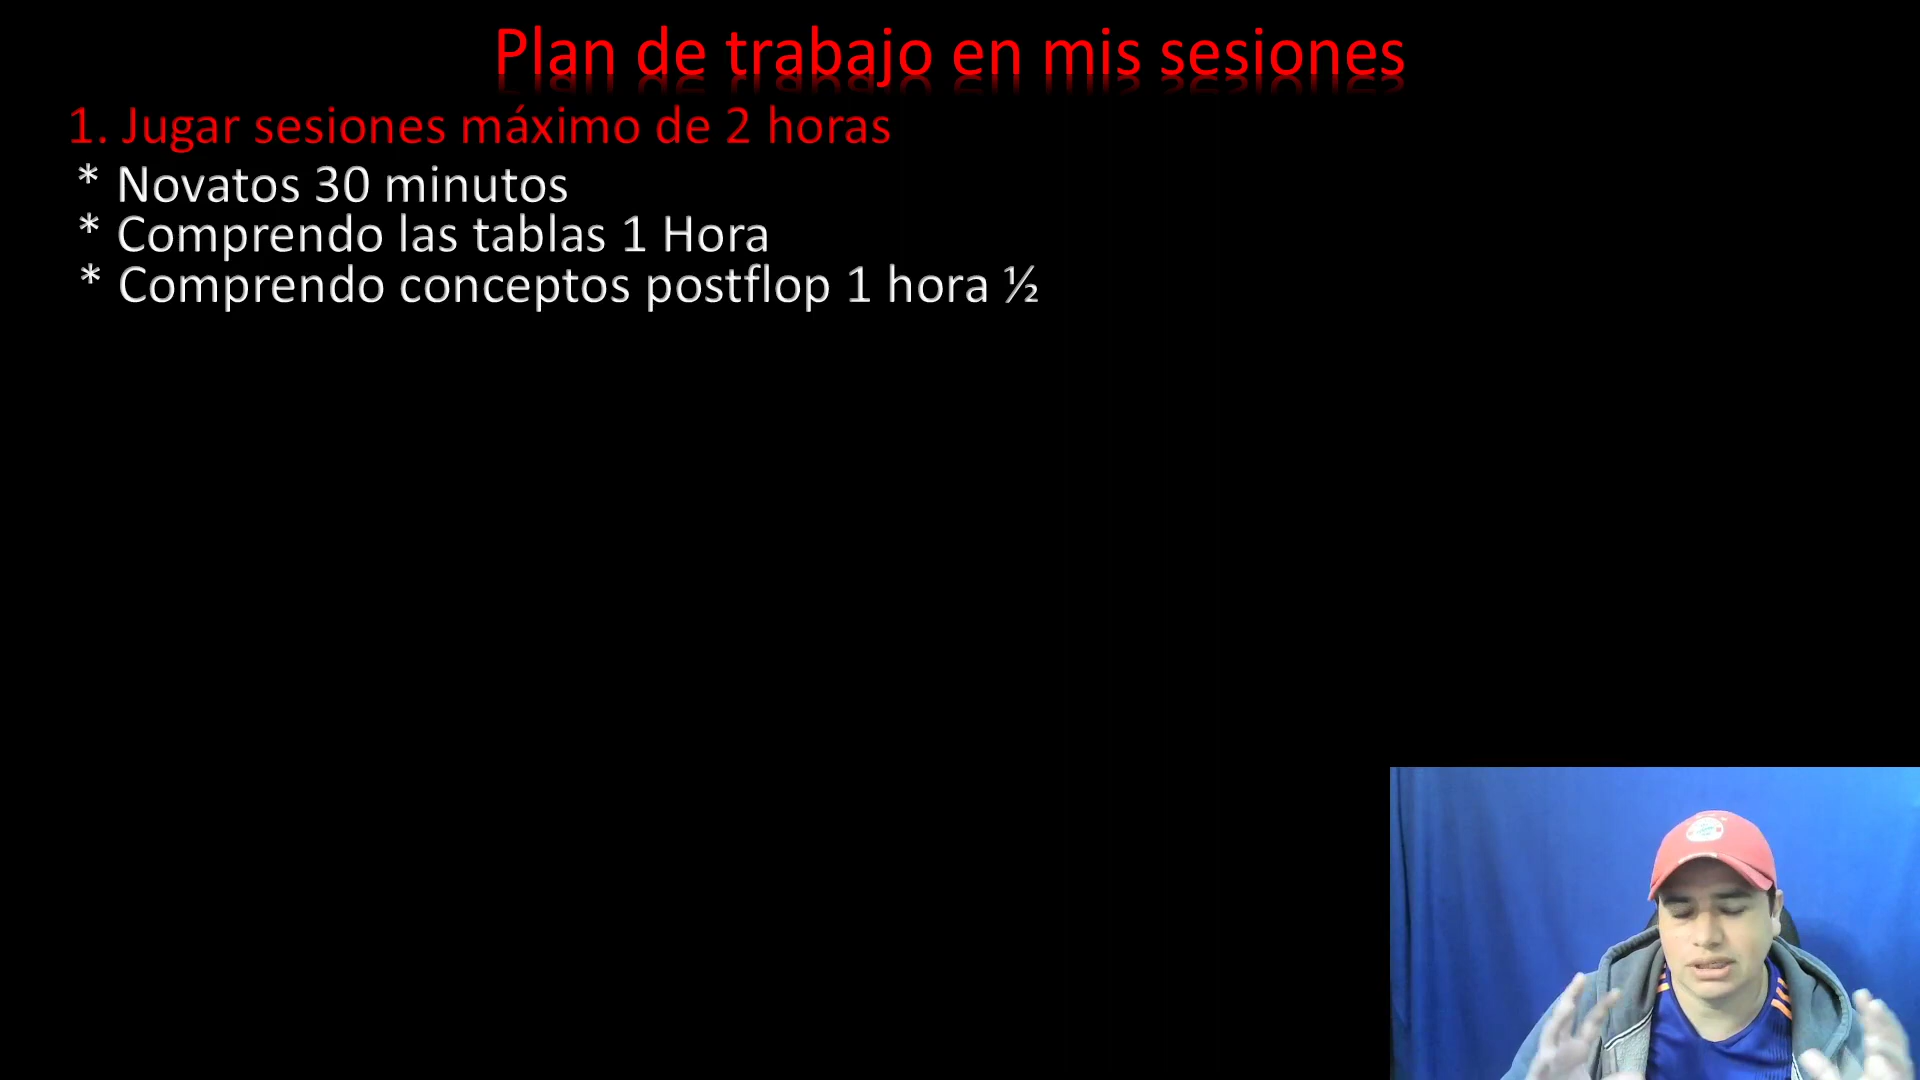 Plan de trabajo en mis sesiones
1. Jugar sesiones máximo de 2 horas
* Novatos 30 minutos
* Comprendo las tablas 1 Hora
* Comprendo conceptos postflop 1 hora ½